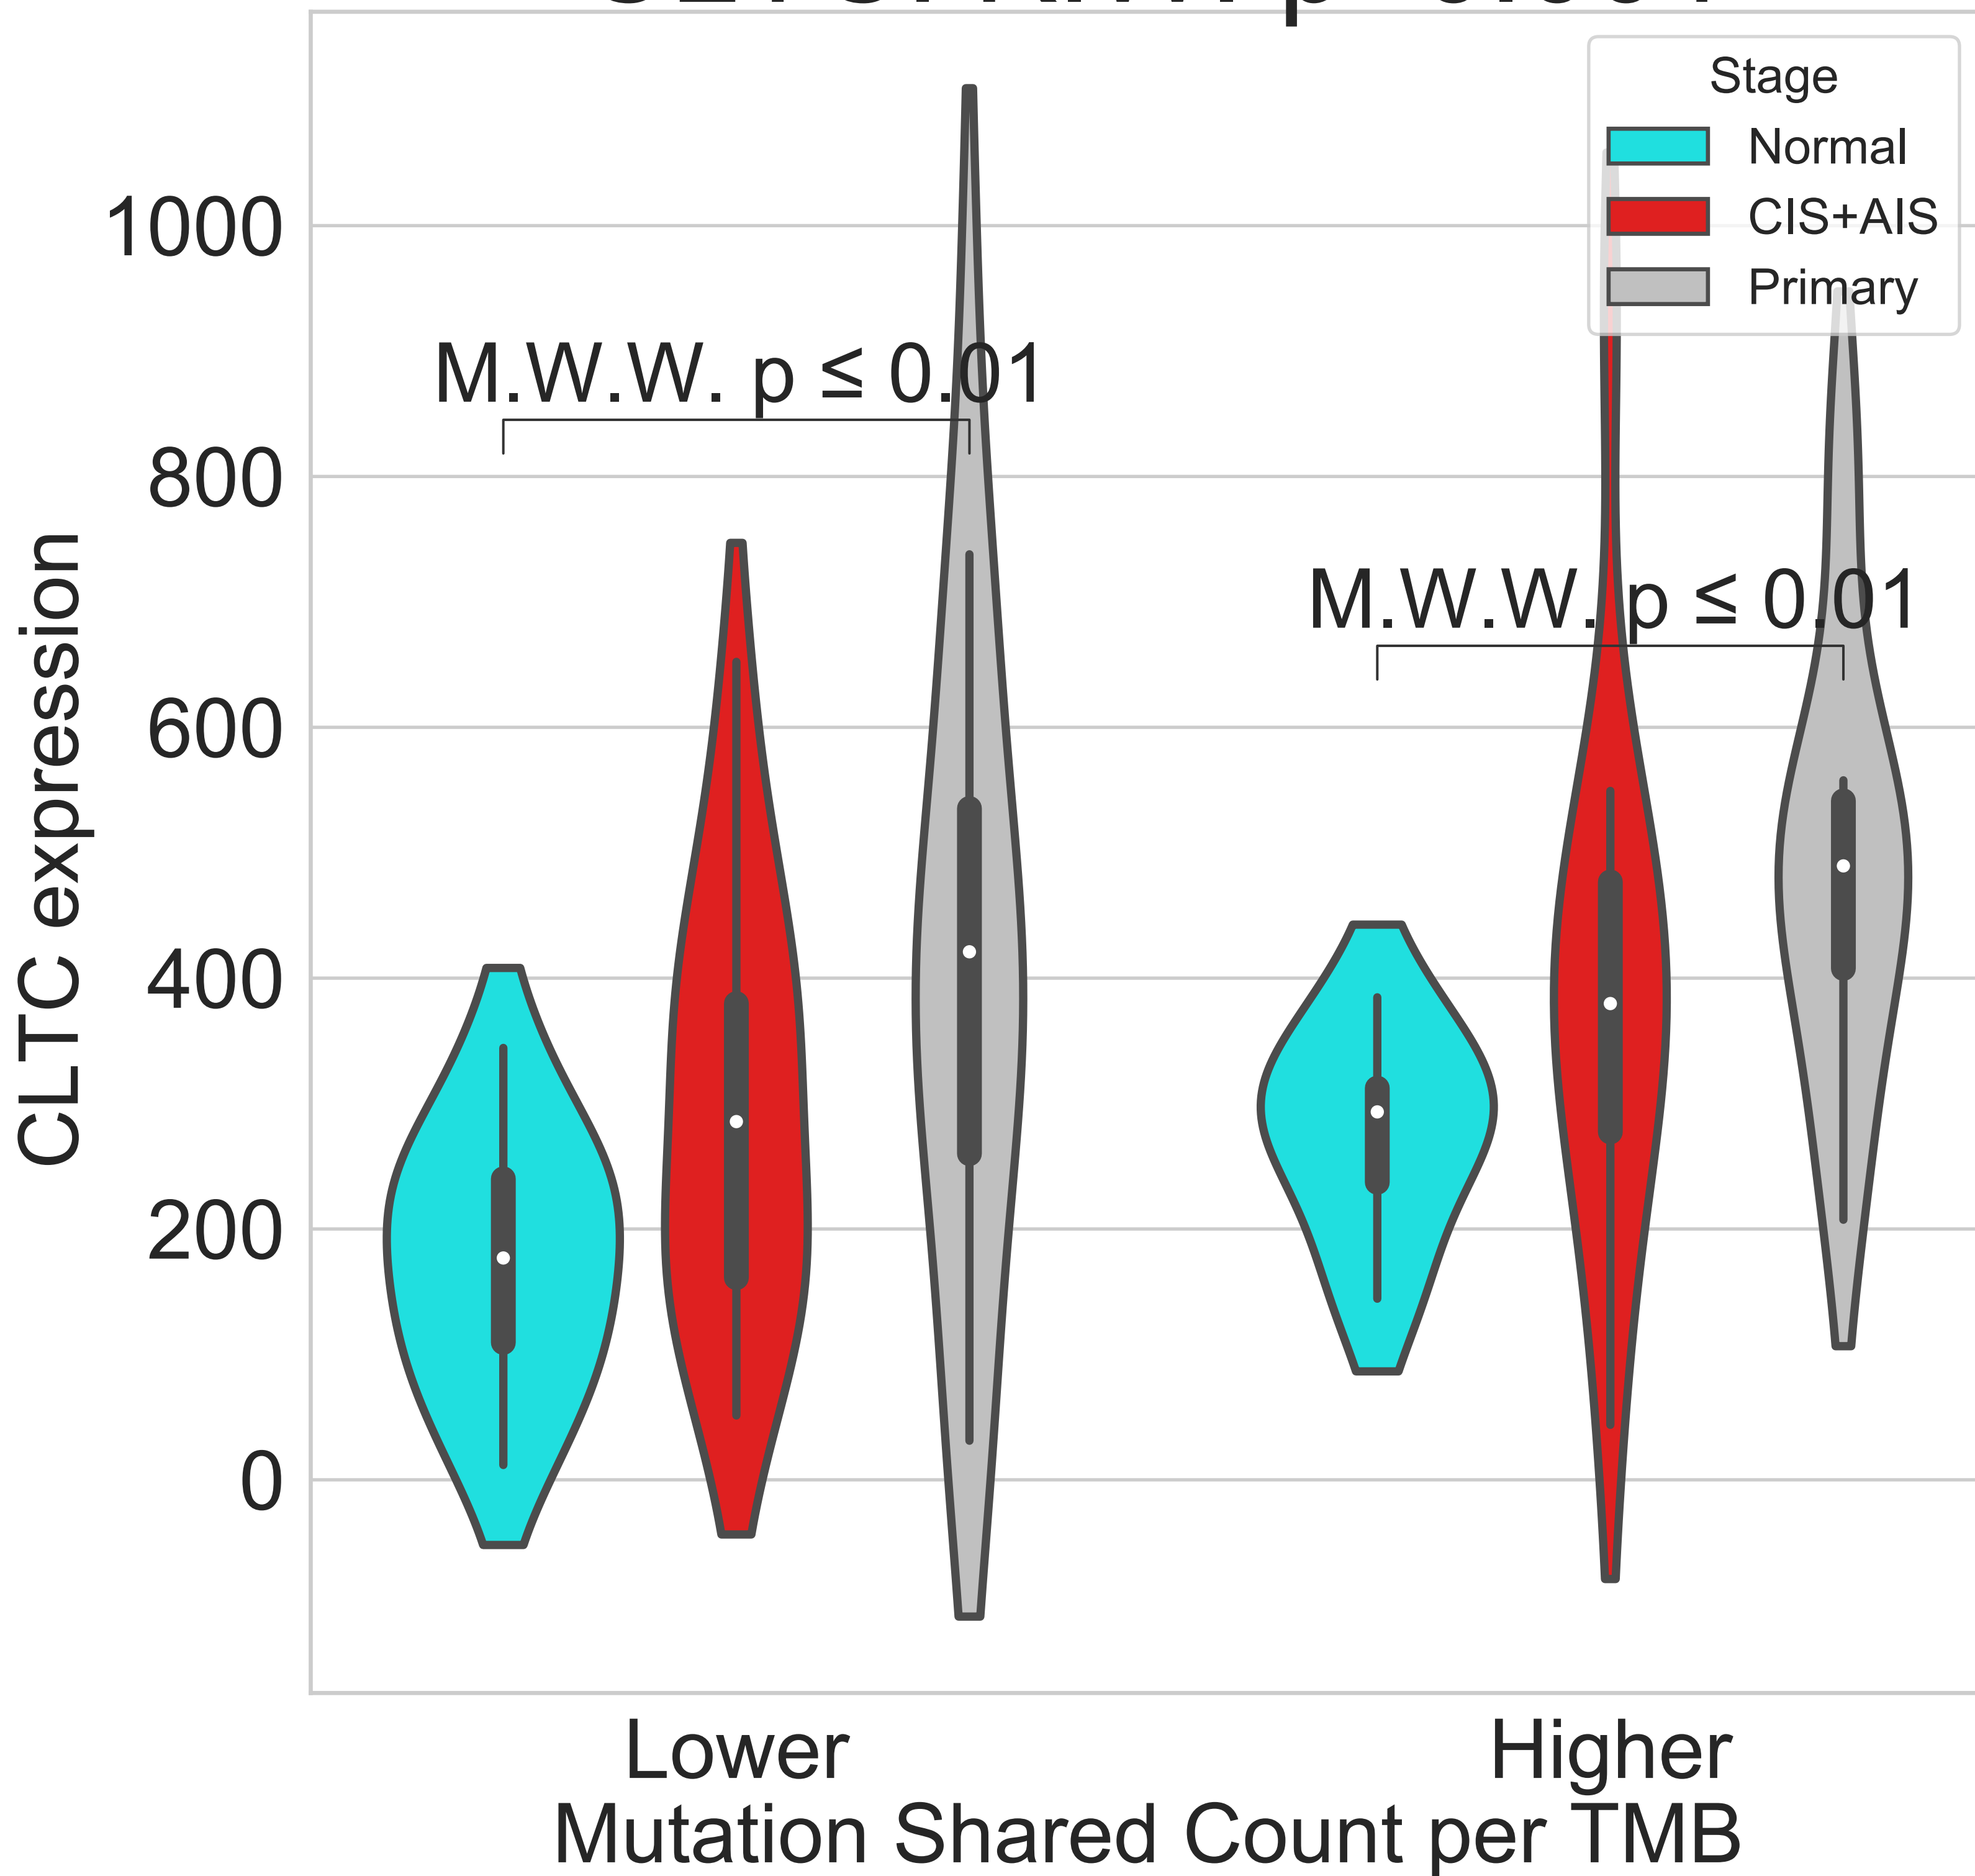 Stage
Normal
CIS+AIS
Primary
1000
800
600
400
200
0
M.W.W. p ≤ 0.01
M.W.W. p ≤ 0.01
CLTC expression
Lower
Higher
Mutation Shared Count per TMB